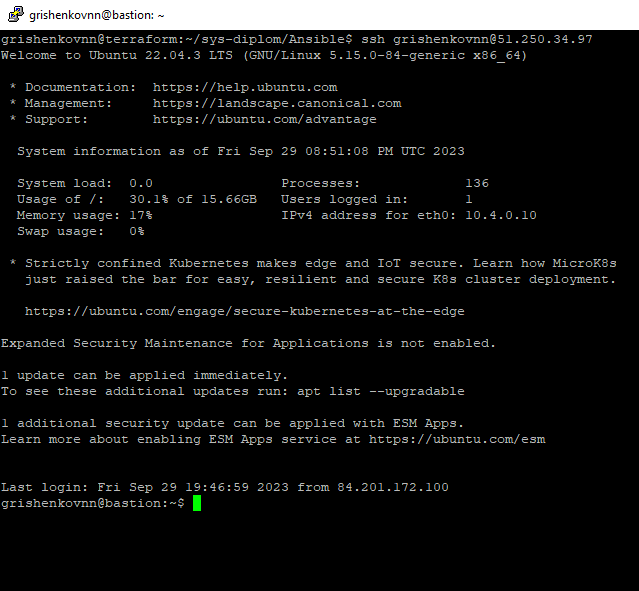 grishenkovnn@bastion: ~
grishenkovnn@terraform:~/sys-diplom/Ansible$ ssh grishenkovnn@51.250.34.97
Welcome to Ubuntu 22.04.3 LTS (GNU/Linux 5.15.0-84-generic x86_64)

 * Documentation:  https://help.ubuntu.com
 * Management:     https://landscape.canonical.com
 * Support:        https://ubuntu.com/advantage

  System information as of Fri Sep 29 08:51:08 PM UTC 2023

  System load:  0.0                Processes:             136
  Usage of /:   30.1% of 15.66GB   Users logged in:       1
  Memory usage: 17%                IPv4 address for eth0: 10.4.0.10
  Swap usage:   0%

 * Strictly confined Kubernetes makes edge and IoT secure. Learn how MicroK8s
   just raised the bar for easy, resilient and secure K8s cluster deployment.

   https://ubuntu.com/engage/secure-kubernetes-at-the-edge

Expanded Security Maintenance for Applications is not enabled.

1 update can be applied immediately.
To see these additional updates run: apt list --upgradable

1 additional security update can be applied with ESM Apps.
Learn more about enabling ESM Apps service at https://ubuntu.com/esm


Last login: Fri Sep 29 19:46:59 2023 from 84.201.172.100
grishenkovnn@bastion:~$